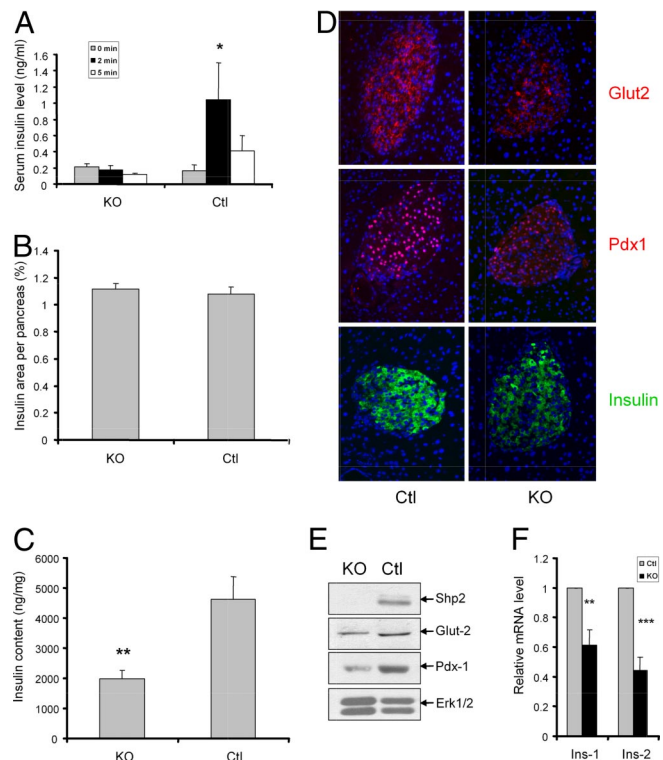 A
Serum insulin level (ng/ml)
1.6
1.4
1.2
1
0.8
0.6
0.4
0.2
0
0 min
2 min
5 min
*
KO
Ctl
B
Insulin area per pancreas (%)
1.4
1.2
1
0.8
0.6
0.4
0.2
0
KO
Ctl
C
Insulin content (ng/mg)
6000
5000
4000
3000
2000
1000
0
**
KO
Ctl
D
Glut2
Pdx1
Insulin
Ctl
KO
E
KO Ctl
Shp2
Glut-2
Pdx-1
Erk1/2
F
Relative mRNA level
1.2
1
0.8
0.6
0.4
0.2
0
Ctl
KO
**
***
Ins-1
Ins-2